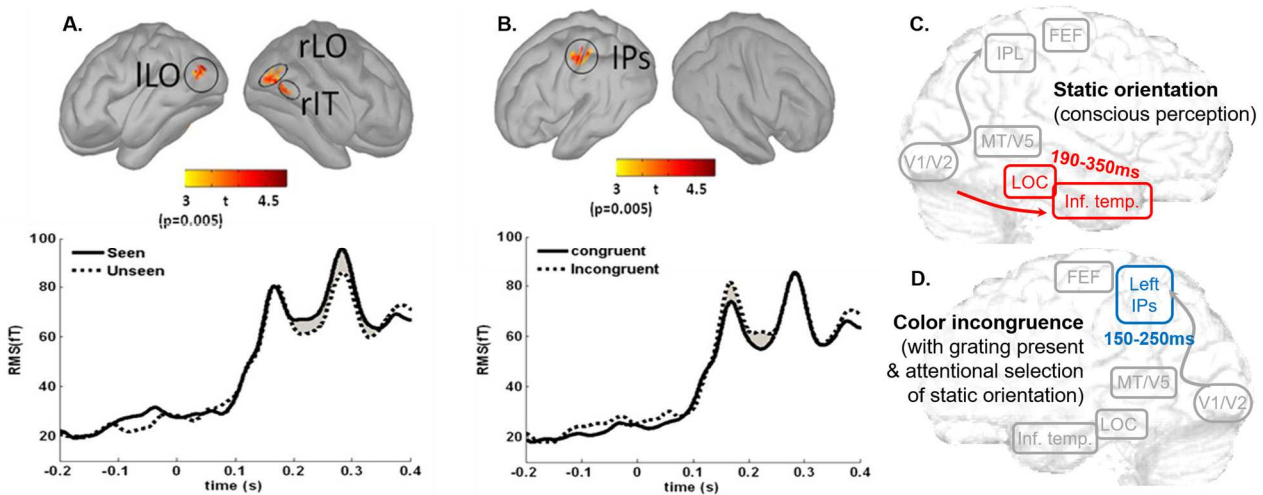 A.
lLO
rLO
rIT
3 t 4.5
(p=0.005)
100
80
60
40
20
RMS(fT)
Seen
Unseen
-0.2 -0.1 0 0.1 0.2 0.3 0.4
time (s)
B.
lPs
3 t 4.5
(p=0.005)
100
80
60
40
20
RMS(fT)
congruent
Incongruent
-0.2 -0.1 0 0.1 0.2 0.3 0.4
time (s)
C.
FEF
IPL
Static orientation
(conscious perception)
MT/V5
V1/V2
190-350ms
LOC
Inf. temp.
D.
FEF
Left
IPs
Color incongruence
(with grating present
& attentional selection
of static orientation)
150-250ms
MT/V5
V1/V2
LOC
Inf. temp.